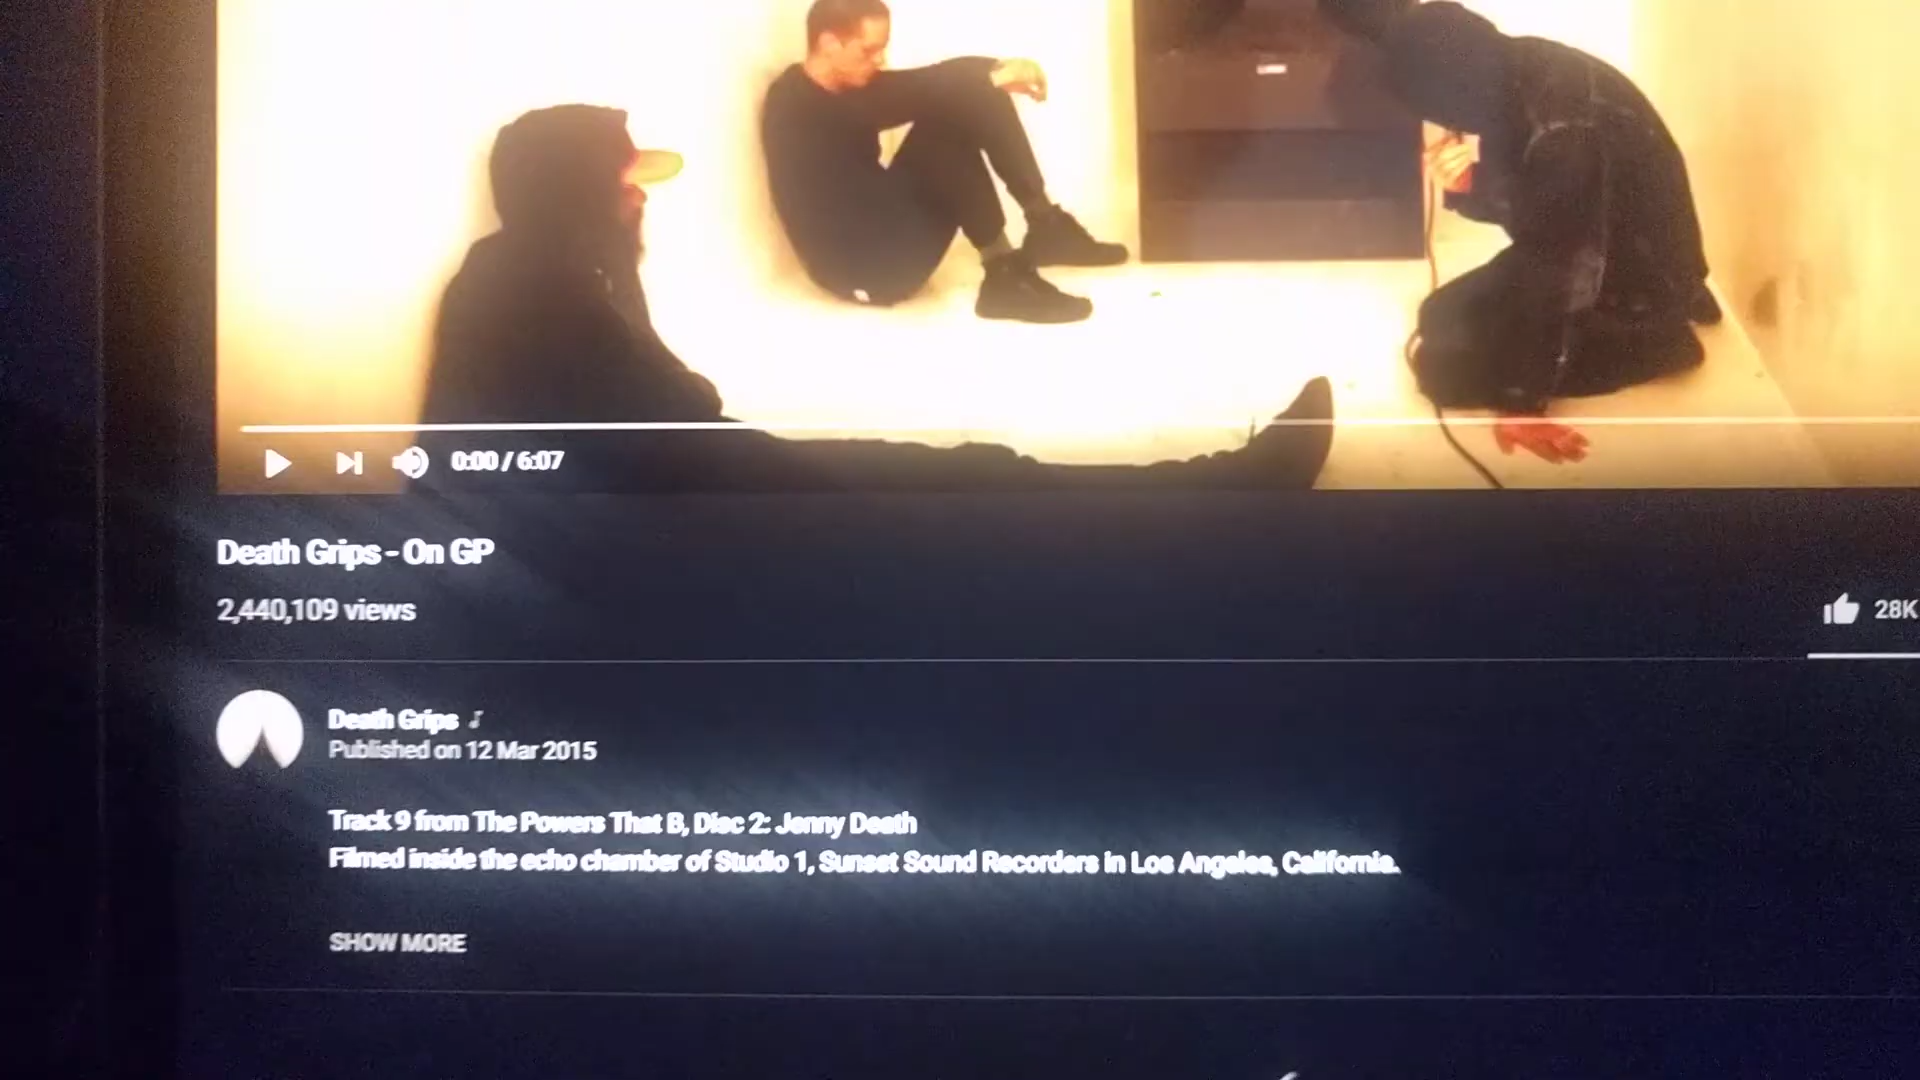 0:00 / 6:07
Death Grips - On GP
2,440,109 views
28K
Death Grips
Published on 12 Mar 2015
Track 9 from The Powers That B, Disc 2: Jenny Death
Filmed inside the echo chamber of Studio 1, Sunset Sound Recorders in Los Angeles, California.
SHOW MORE